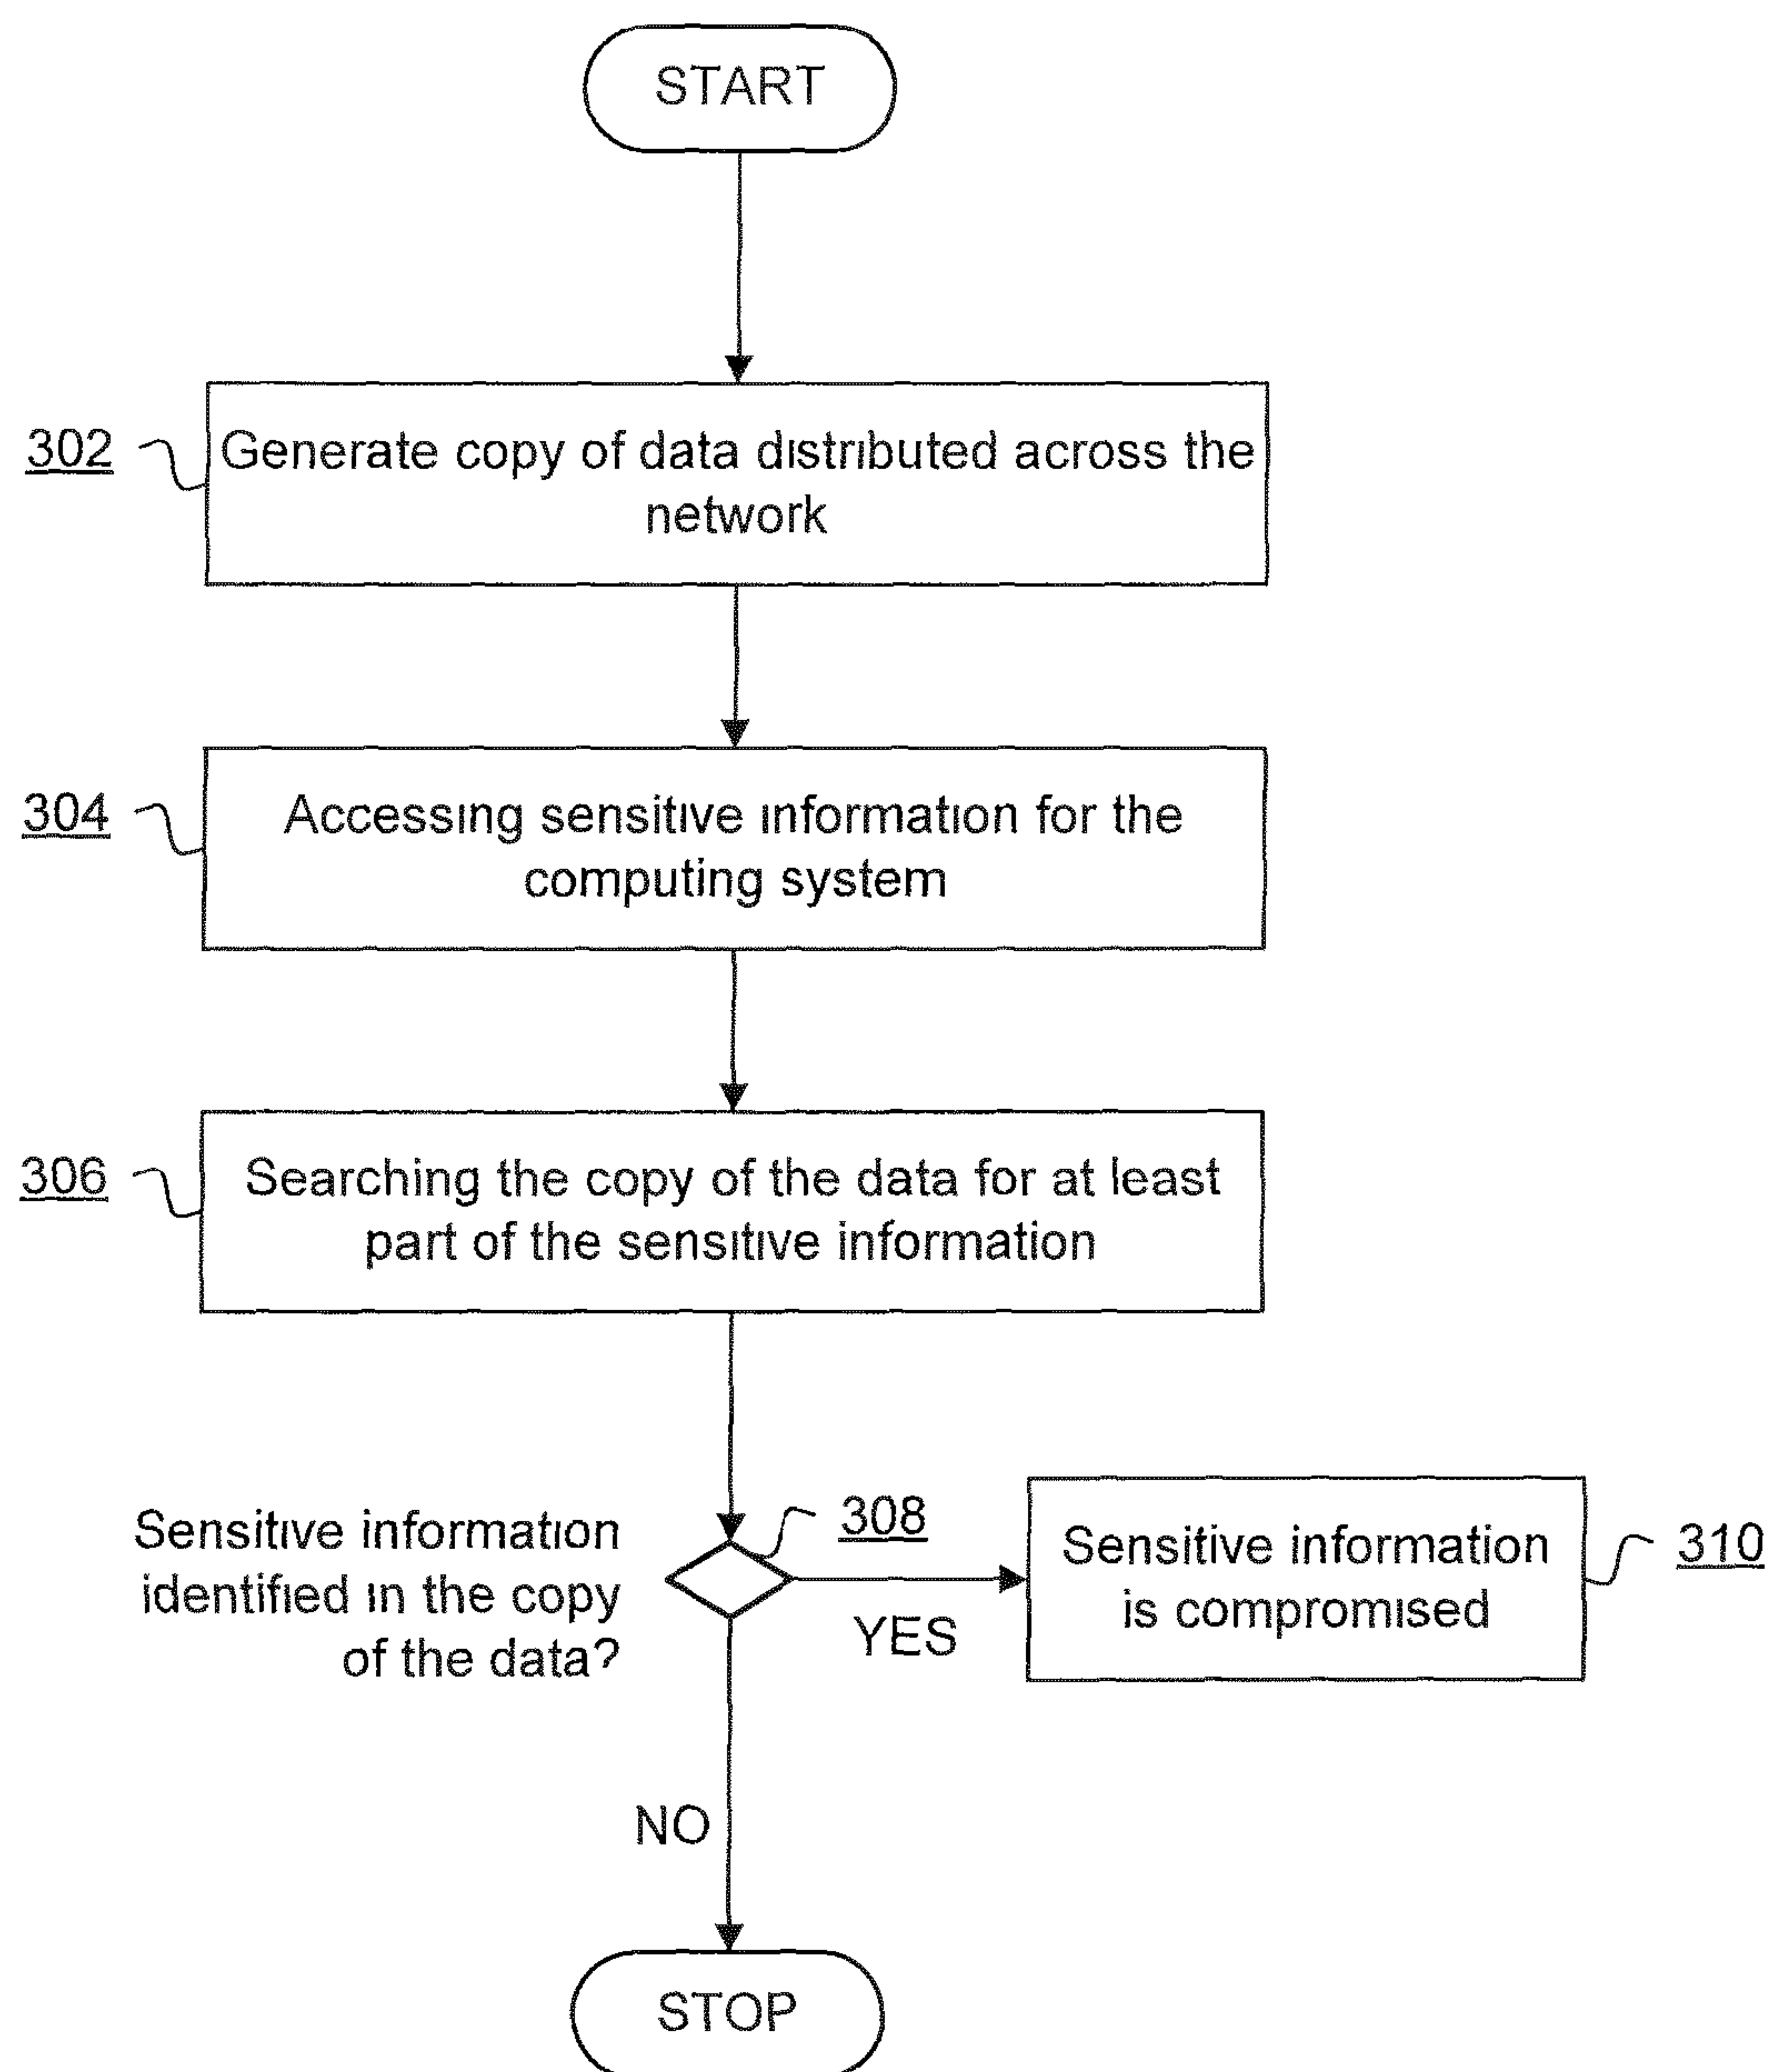 START
302
Generate copy of data distributed across the
network
304
Accessing sensitive information for the
computing system
306
Searching the copy of the data for at least
part of the sensitive information
Sensitive information
identified in the copy
of the data?
308
YES
Sensitive information
is compromised
310
NO
STOP